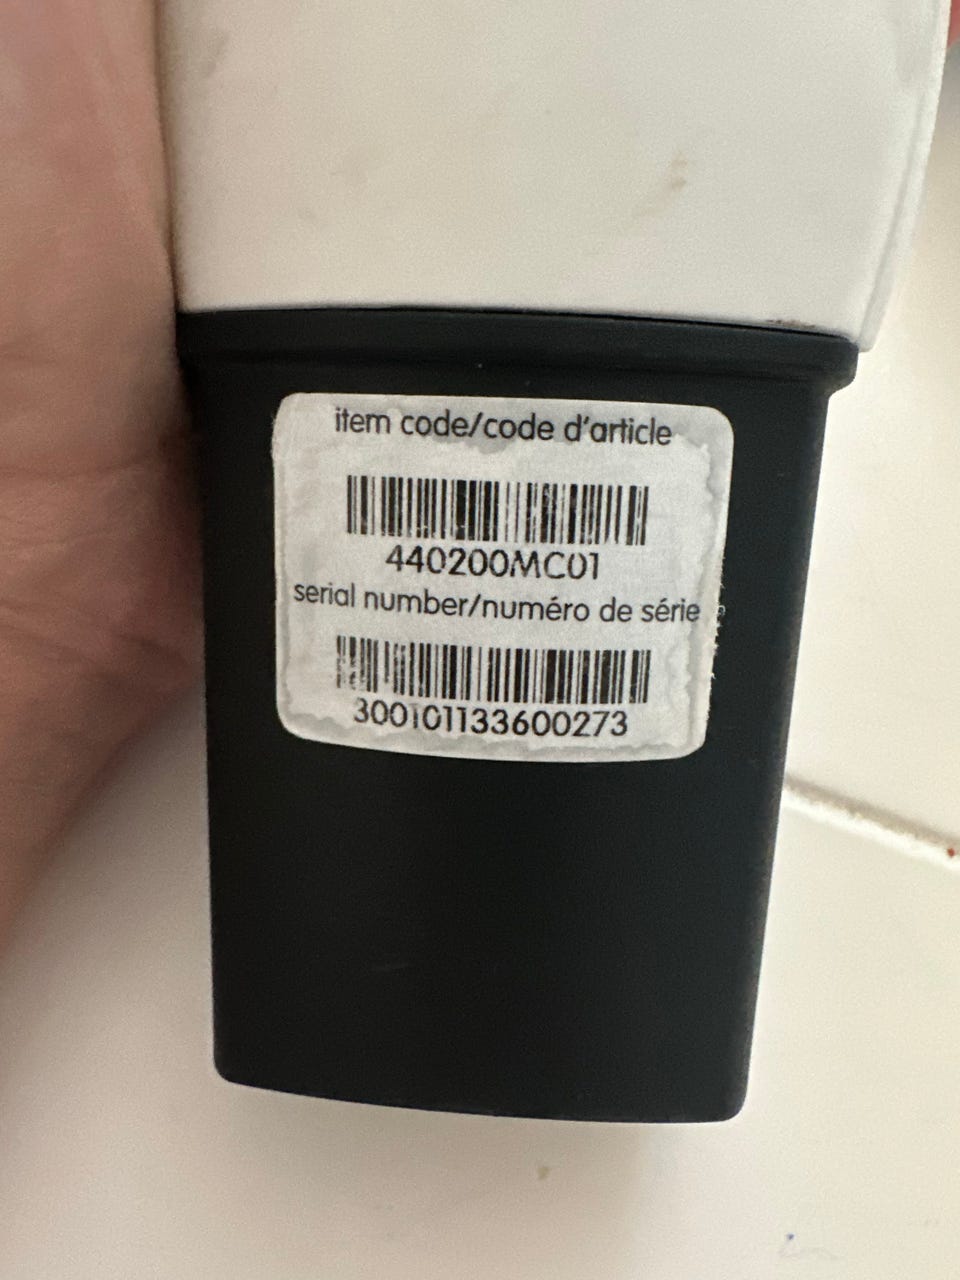 item code/code d'article
440200MC01
serial number/numéro de série
300101133600273